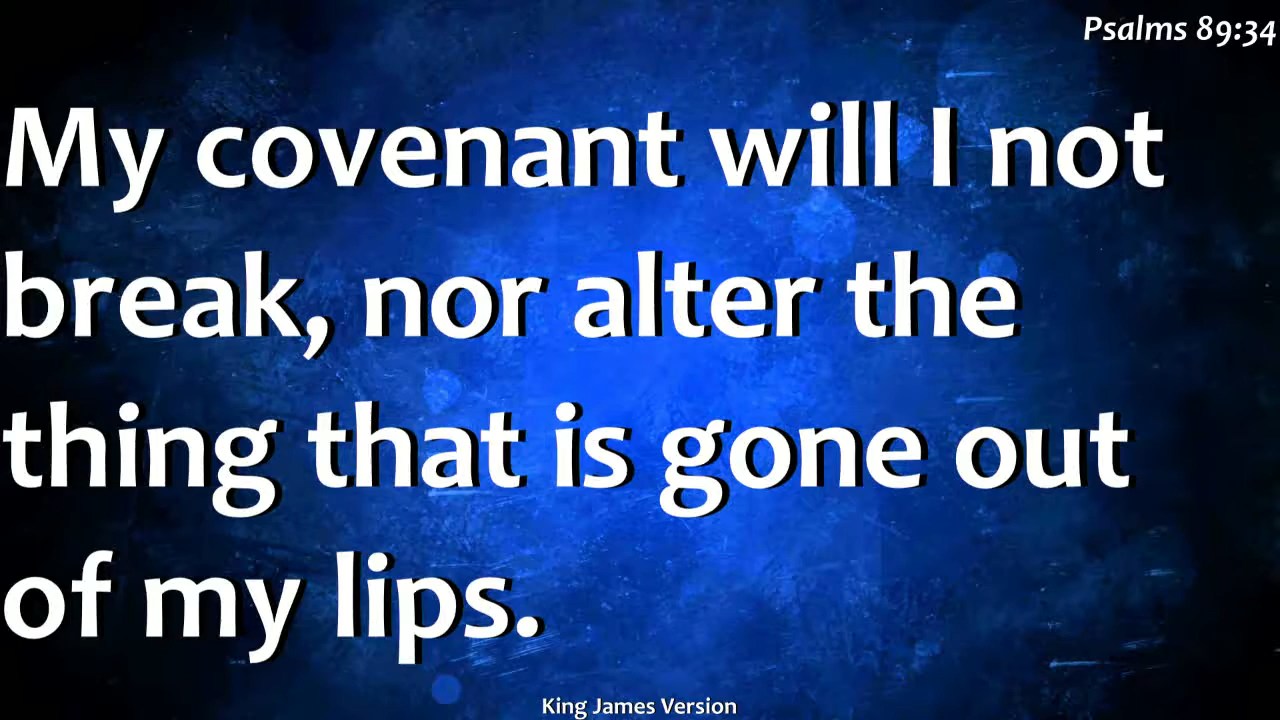 Psalms 89:34
My covenant will I not
break, nor alter the
thing that is gone out
of my lips.
King James Version